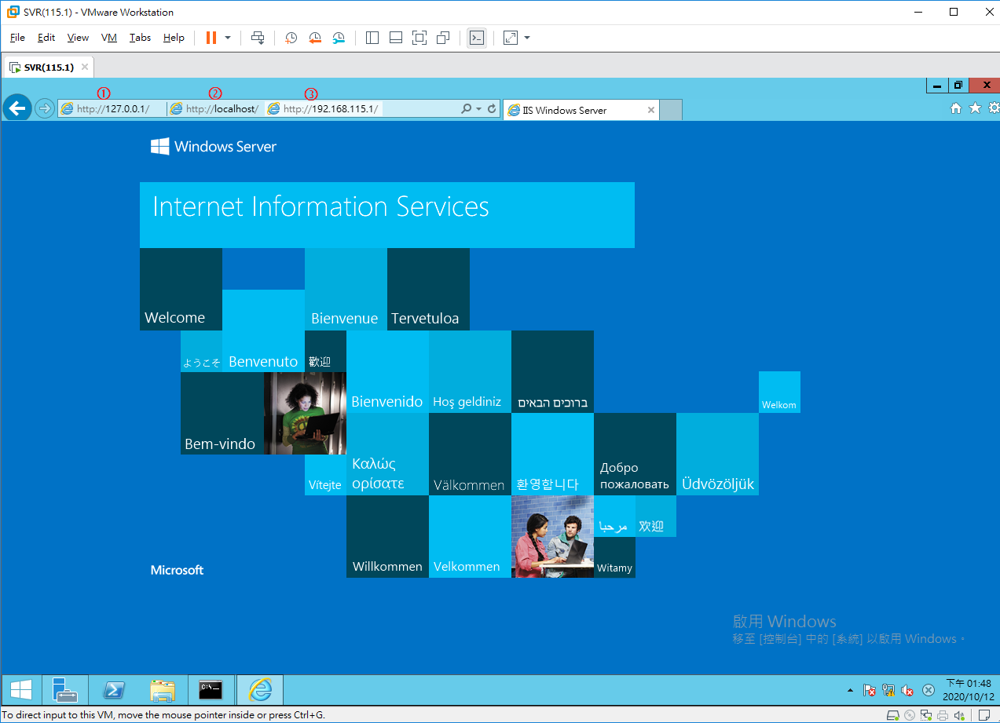 SVR(115.1) - VMware Workstation
File Edit View VM Tabs Help
SVR(115.1)
① ② ③
http://127.0.0.1/ http://localhost/ http://192.168.115.1/ IIS Windows Server
Windows Server
Internet Information Services
Welcome Bienvenue Tervetuloa
ようこそ Benvenuto 歡迎
Bienvenido Hoş geldiniz ברוכים הבאים
Welkom
Bem-vindo
Καλώς
ορίσατε
Vítejte Välkommen 환영합니다
Добро
пожаловать
Üdvözöljük
مرحبا 欢迎
Willkommen Velkommen Witamy
Microsoft
啟用 Windows
移至 [控制台] 中的 [系統] 以啟用 Windows。
下午 01:48
2020/10/12
To direct input to this VM, move the mouse pointer inside or press Ctrl+G.